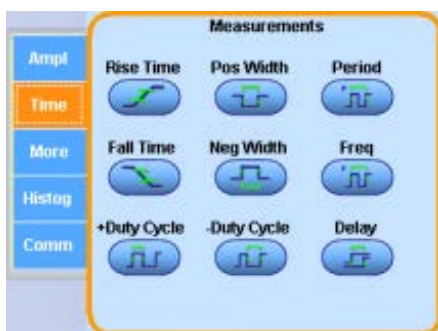 Measurements
Ampl
Time
More
Histog
Comm
Rise Time Pos Width Period
Fall Time Neg Width Freq
+Duty Cycle -Duty Cycle Delay